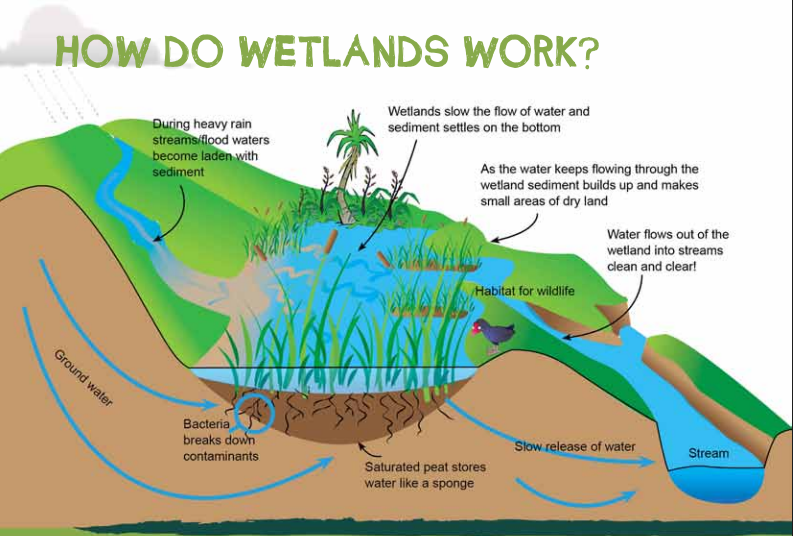 HOW DO WETLANDS WORK?
During heavy rain
streams/flood waters
become laden with
sediment
Wetlands slow the flow of water and
sediment settles on the bottom
As the water keeps flowing through the
wetland sediment builds up and makes
small areas of dry land
Water flows out of the
wetland into streams
clean and clear!
Habitat for wildlife
Ground water
Bacteria
breaks down
contaminants
Saturated peat stores
water like a sponge
Slow release of water
Stream